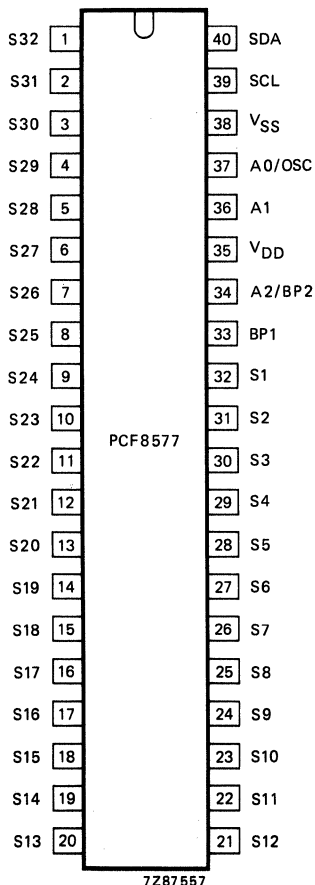 S32 1 40 SDA
S31 2 39 SCL
S30 3 38 VSS
S29 4 37 A0/OSC
S28 5 36 A1
S27 6 35 VDD
S26 7 34 A2/BP2
S25 8 33 BP1
S24 9 32 S1
S23 10 31 S2
PCF8577
S22 11 30 S3
S21 12 29 S4
S20 13 28 S5
S19 14 27 S6
S18 15 26 S7
S17 16 25 S8
S16 17 24 S9
S15 18 23 S10
S14 19 22 S11
S13 20 21 S12
7Z87557